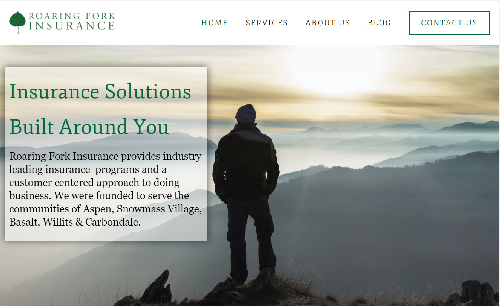 ROARING FORK
INSURANCE
HOME SERVICES ABOUT US BLOG CONTACT US
Insurance Solutions
Built Around You
Roaring Fork Insurance provides industry
leading insurance programs and a
customer centered approach to doing
business. We were founded to serve the
communities of Aspen, Snowmass Village,
Basalt, Willits & Carbondale.